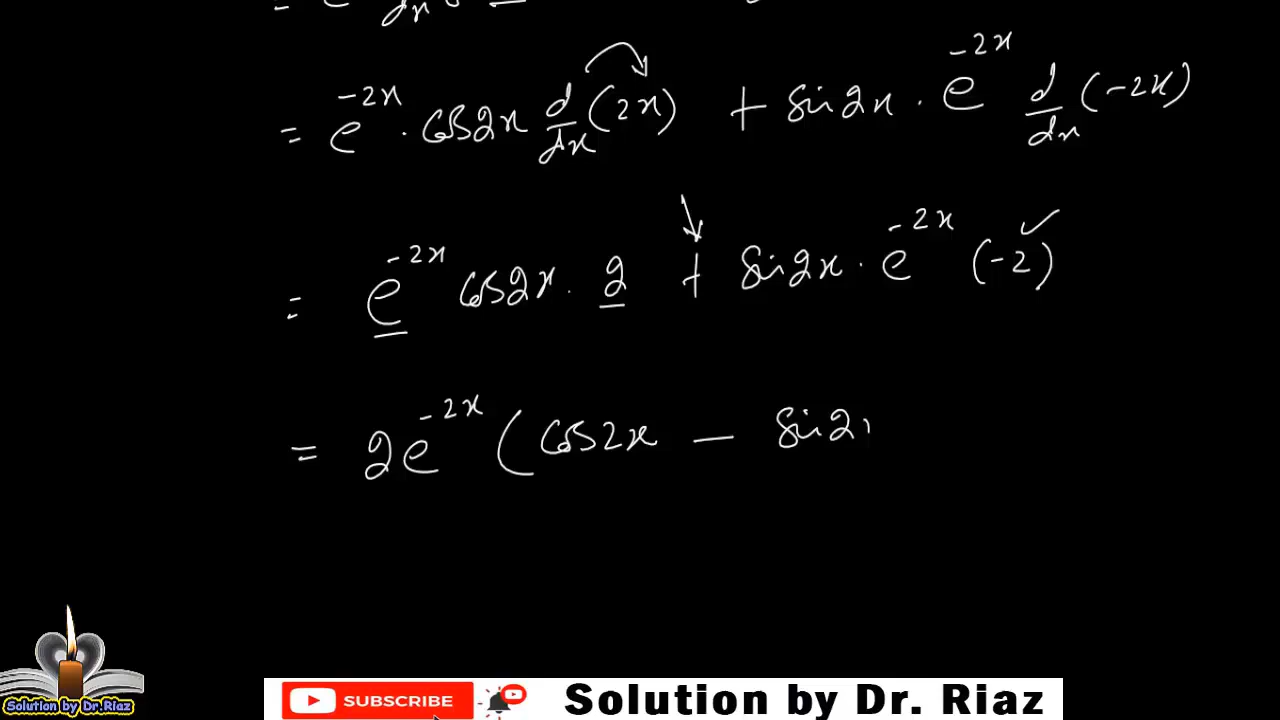 = e^{-2x} · cos2x d/dx (2x) + sin2x · e^{-2x} d/dx (-2x)
= e^{-2x} cos2x · 2 + sin2x · e^{-2x} (-2) ✓
= 2e^{-2x} (cos2x - sin2
Solution by Dr.Riaz
SUBSCRIBE
Solution by Dr. Riaz